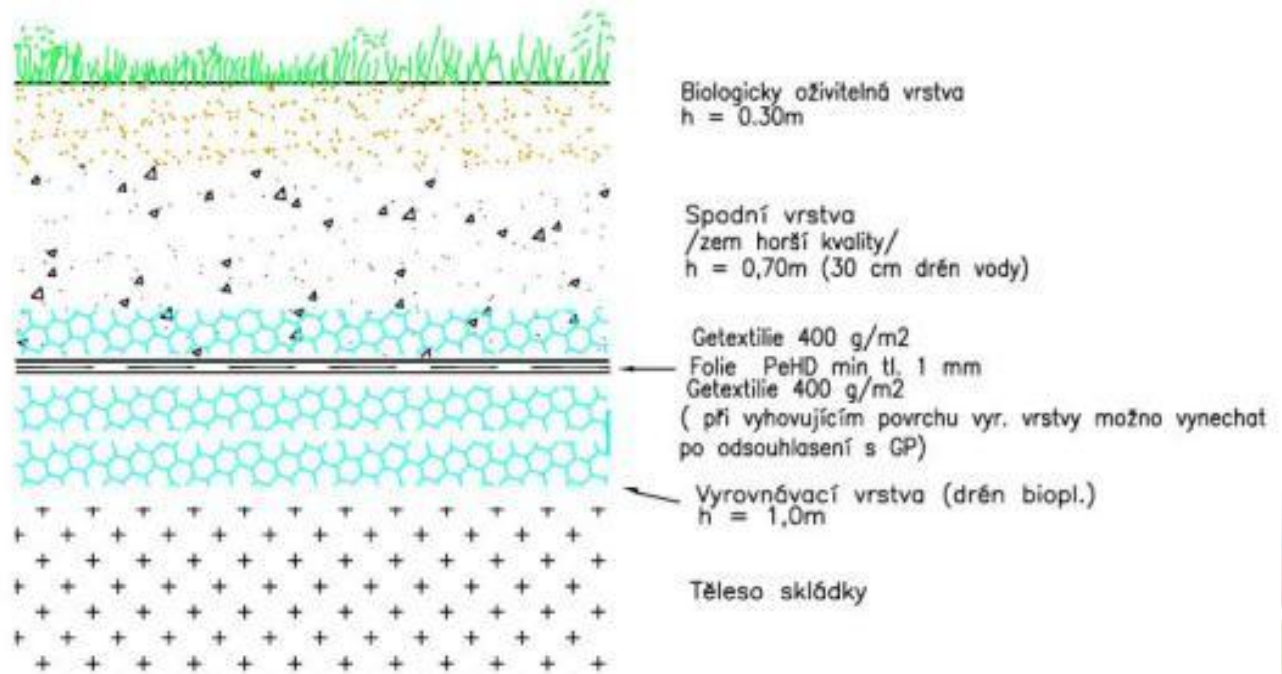 Biologicky oživitelná vrstva
h = 0.30m
Spodní vrstva
/zem horší kvality/
h = 0,70m (30 cm drén vody)
Getextilie 400 g/m2
Folie PeHD min tl. 1 mm
Getextilie 400 g/m2
( při vyhovujícím povrchu vyr. vrstvy možno vynechat
po odsouhlasení s GP)
Vyrovnávací vrstva (drén biopl.)
h = 1,0m
Těleso skládky